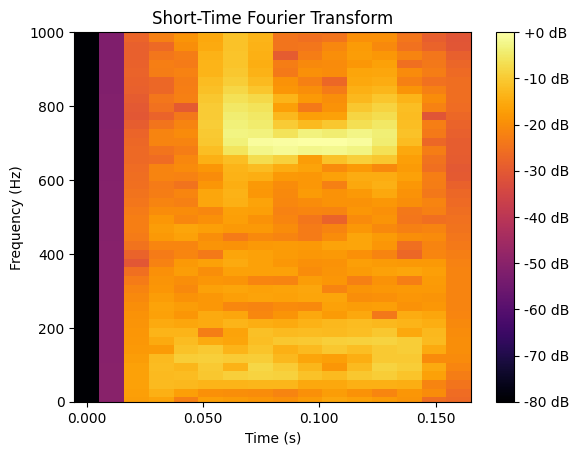 Short-Time Fourier Transform
1000
800
600
400
200
0
Frequency (Hz)
0.000 0.050 0.100 0.150
Time (s)
+0 dB
-10 dB
-20 dB
-30 dB
-40 dB
-50 dB
-60 dB
-70 dB
-80 dB